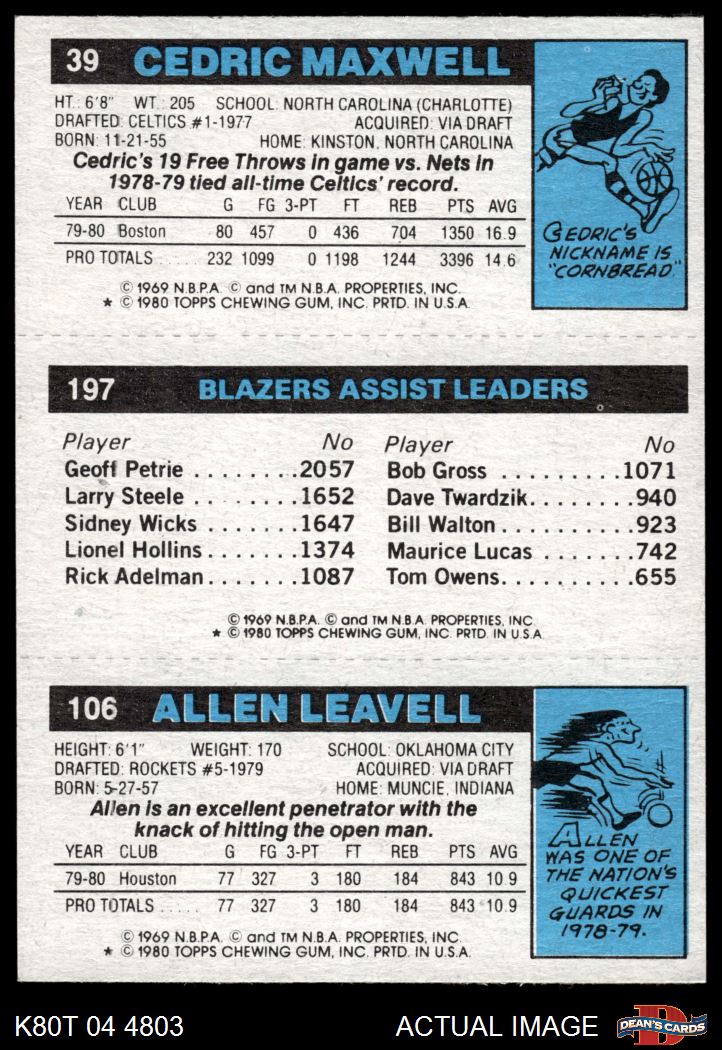 39 CEDRIC MAXWELL
HT. 6'8" WT. 205 SCHOOL: NORTH CAROLINA (CHARLOTTE)
DRAFTED: CELTICS #1-1977 ACQUIRED: VIA DRAFT
BORN: 11-21-55 HOME: KINSTON, NORTH CAROLINA
Cedric's 19 Free Throws in game vs. Nets in
1978-79 tied all-time Celtics' record.
YEAR CLUB G FG 3-PT FT REB PTS AVG
79-80 Boston 80 457 0 436 704 1350 16.9
PRO TOTALS ..... 232 1099 0 1198 1244 3396 14.6
© 1969 N.B.P.A. © and TM N.B.A. PROPERTIES, INC.
★ © 1980 TOPPS CHEWING GUM, INC. PRTD. IN U.S.A.
CEDRIC'S
NICKNAME IS
"CORNBREAD."
197 BLAZERS ASSIST LEADERS
Player No Player No
Geoff Petrie ........2057 Bob Gross ..........1071
Larry Steele ........1652 Dave Twardzik........940
Sidney Wicks ........1647 Bill Walton ..........923
Lionel Hollins.......1374 Maurice Lucas .......742
Rick Adelman.......1087 Tom Owens..........655
© 1969 N.B.P.A. © and TM N.B.A. PROPERTIES, INC.
★ © 1980 TOPPS CHEWING GUM, INC. PRTD. IN U.S.A.
106 ALLEN LEAVELL
HEIGHT: 6'1" WEIGHT: 170 SCHOOL: OKLAHOMA CITY
DRAFTED: ROCKETS #5-1979 ACQUIRED: VIA DRAFT
BORN: 5-27-57 HOME: MUNCIE, INDIANA
Allen is an excellent penetrator with the
knack of hitting the open man.
YEAR CLUB G FG 3-PT FT REB PTS AVG
79-80 Houston 77 327 3 180 184 843 10.9
PRO TOTALS ..... 77 327 3 180 184 843 10.9
© 1969 N.B.P.A. © and TM N.B.A. PROPERTIES, INC.
★ © 1980 TOPPS CHEWING GUM, INC. PRTD. IN U.S.A.
ALLEN
WAS ONE OF
THE NATION'S
QUICKEST
GUARDS IN
1978-79.
K80T 04 4803 ACTUAL IMAGE D DEAN'S CARDS